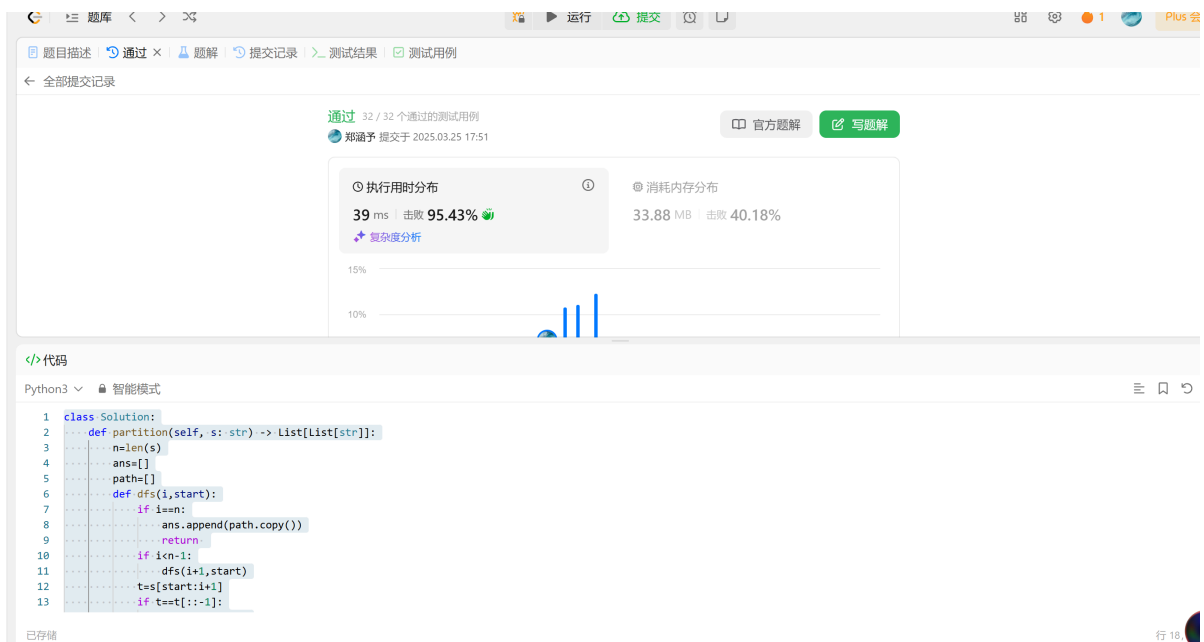 题库 运行 提交 1 Plus 会
题目描述 通过 题解 提交记录 测试结果 测试用例
全部提交记录
通过 32 / 32 个通过的测试用例
郑涵予 提交于 2025.03.25 17:51
官方题解 写题解
执行用时分布
39 ms 击败 95.43%
复杂度分析
消耗内存分布
33.88 MB 击败 40.18%
15%
10%
</>代码
Python3 智能模式
1 class Solution:
2 def partition(self, s: str) -> List[List[str]]:
3 n=len(s)
4 ans=[]
5 path=[]
6 def dfs(i,start):
7 if i==n:
8 ans.append(path.copy())
9 return
10 if i<n-1:
11 dfs(i+1,start)
12 t=s[start:i+1]
13 if t==t[::-1]:
已存储 行 18,